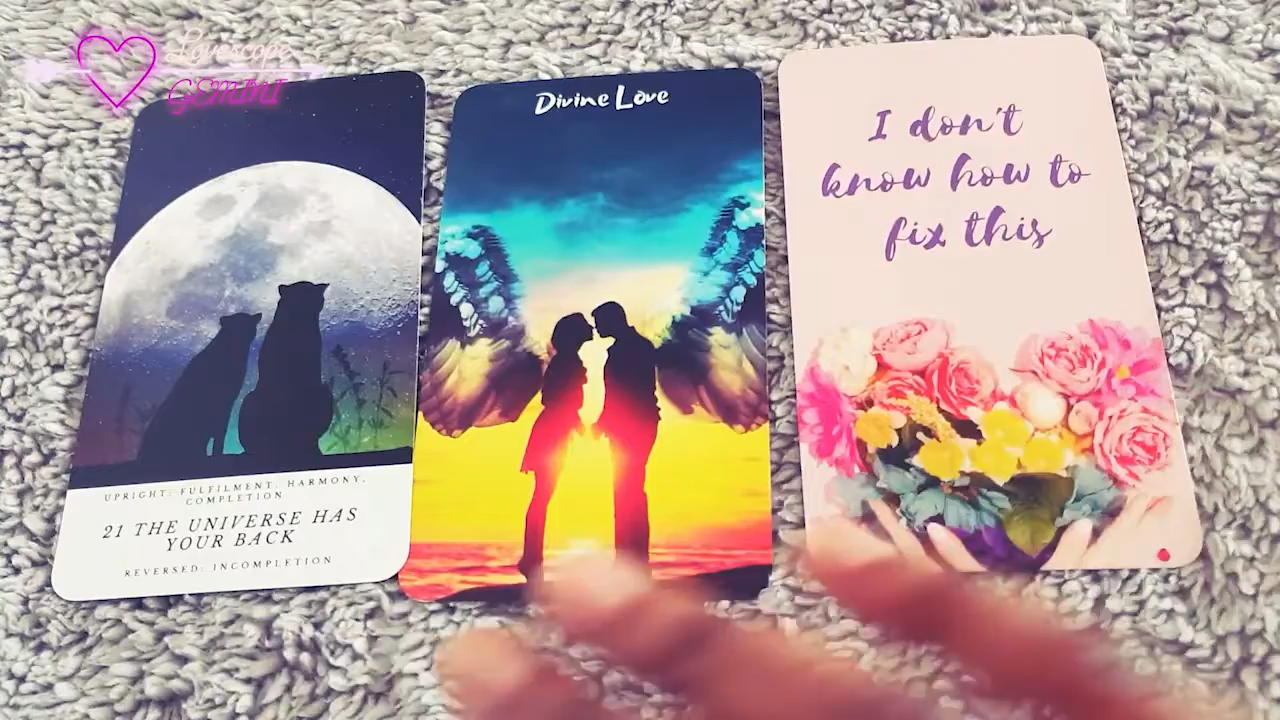 Lovescope
GEMINI
UPRIGHT: FULFILMENT, HARMONY,
COMPLETION
21 THE UNIVERSE HAS
YOUR BACK
REVERSED: INCOMPLETION
Divine Love
I don't
know how to
fix this